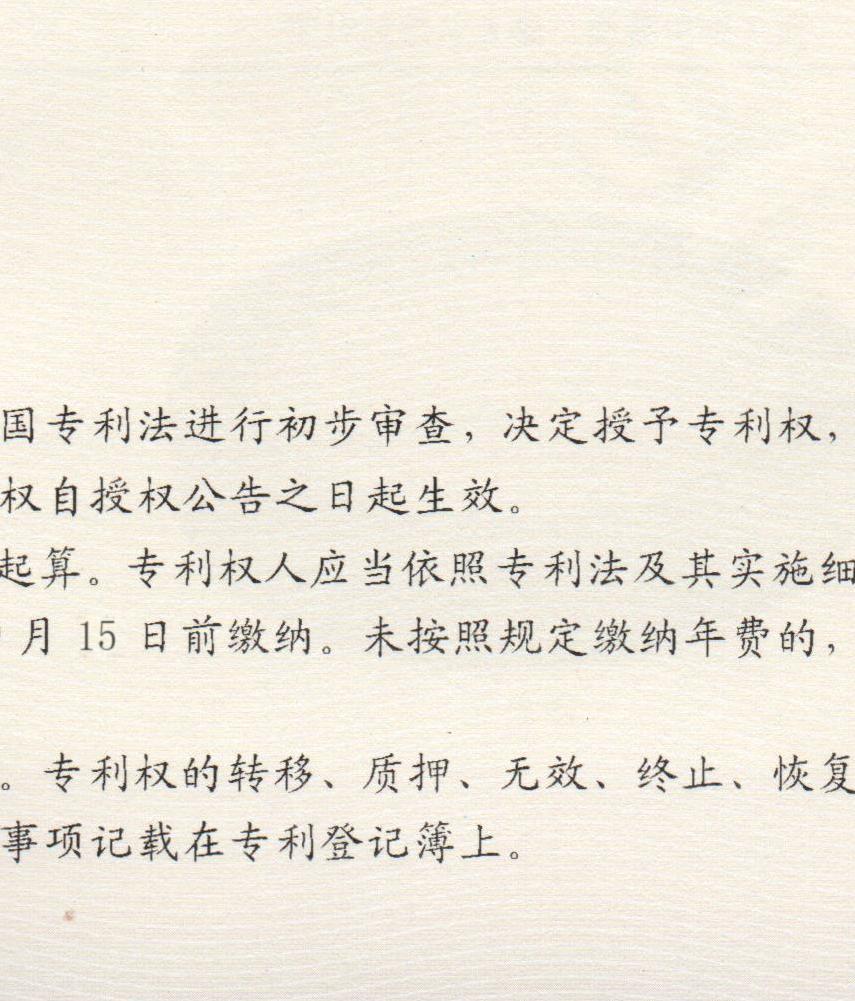 国专利法进行初步审查，决定授予专利权，
权自授权公告之日起生效。
起算。专利权人应当依照专利法及其实施细
月 15 日前缴纳。未按照规定缴纳年费的，
。专利权的转移、质押、无效、终止、恢复
事项记载在专利登记簿上。